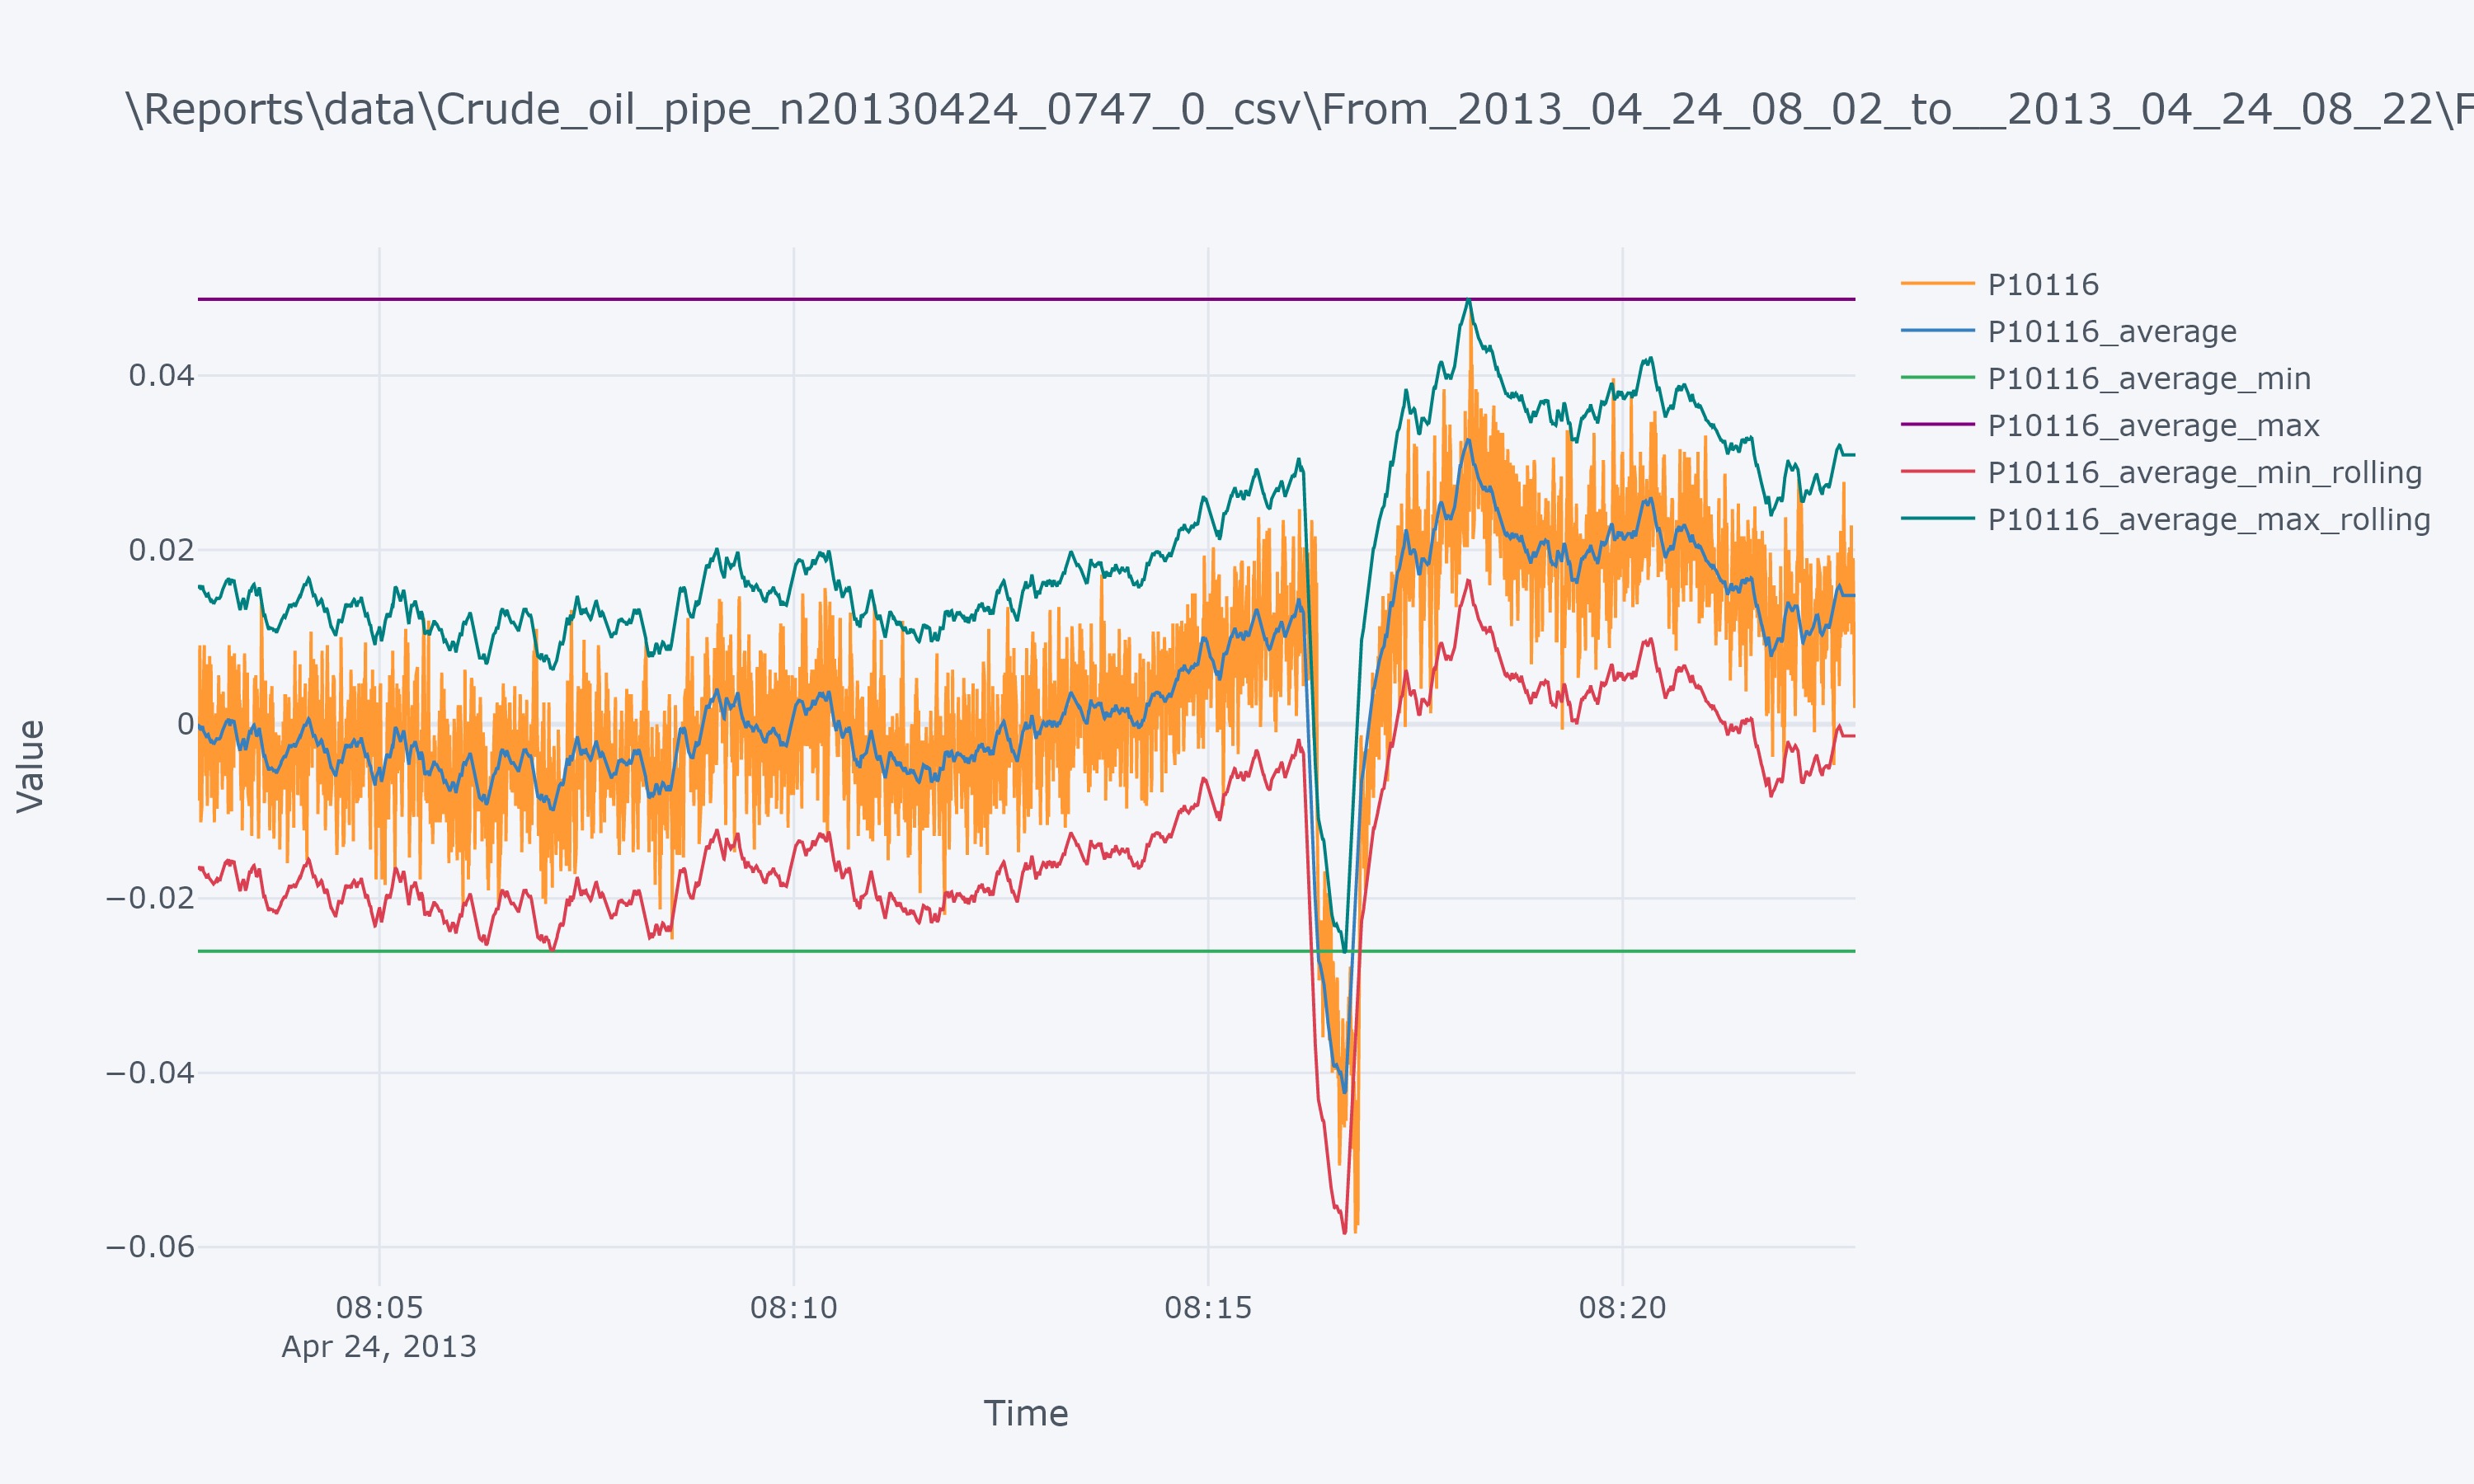 \Reports\data\Crude_oil_pipe_n20130424_0747_0_csv\From_2013_04_24_08_02_to__2013_04_24_08_22\F
P10116
P10116_average
P10116_average_min
P10116_average_max
P10116_average_min_rolling
P10116_average_max_rolling
0.04
0.02
0
−0.02
−0.04
−0.06
Value
08:05
08:10
08:15
08:20
Apr 24, 2013
Time